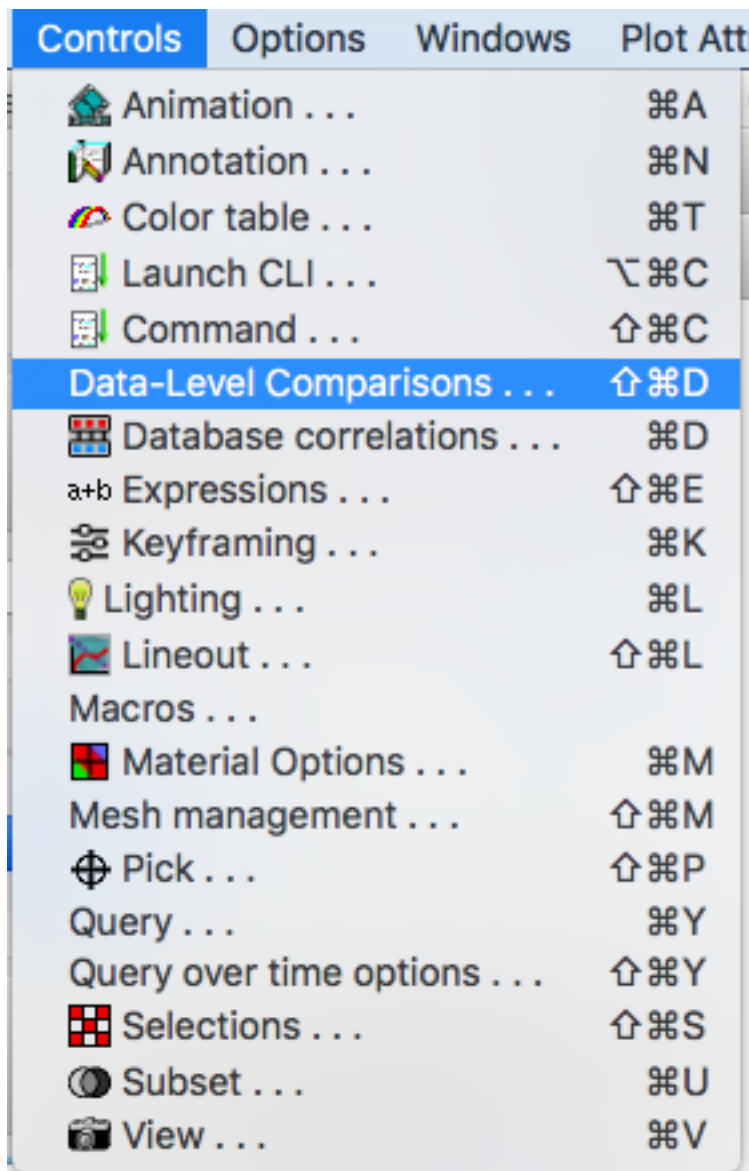 Controls Options Windows Plot Att
Animation . . . ⌘A
Annotation . . . ⌘N
Color table . . . ⌘T
Launch CLI . . . ⌥⌘C
Command . . . ⇧⌘C
Data-Level Comparisons . . . ⇧⌘D
Database correlations . . . ⌘D
a+b Expressions . . . ⇧⌘E
Keyframing . . . ⌘K
Lighting . . . ⌘L
Lineout . . . ⇧⌘L
Macros . . .
Material Options . . . ⌘M
Mesh management . . . ⇧⌘M
Pick . . . ⇧⌘P
Query . . . ⌘Y
Query over time options . . . ⇧⌘Y
Selections . . . ⇧⌘S
Subset . . . ⌘U
View . . . ⌘V